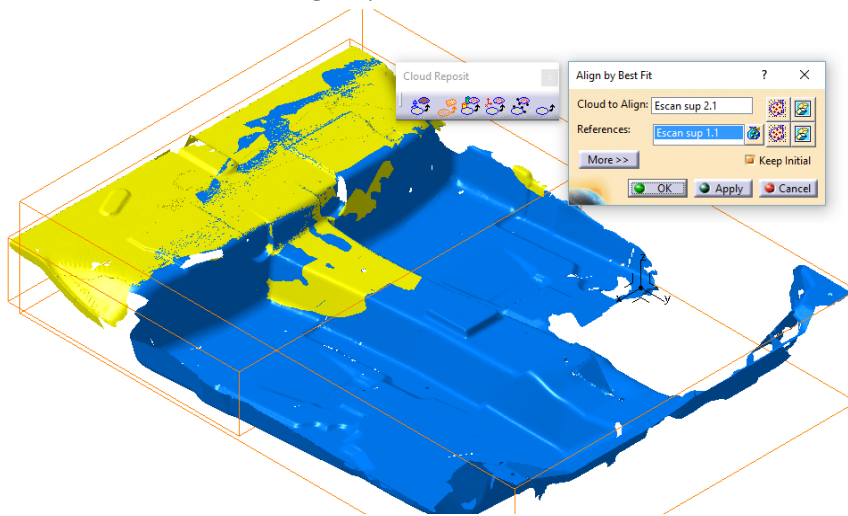 Cloud Reposit
x
Align by Best Fit
? X
Cloud to Align: Escan sup 2.1
References: Escan sup 1.1
More >>
Keep Initial
OK Apply Cancel
z
x
y